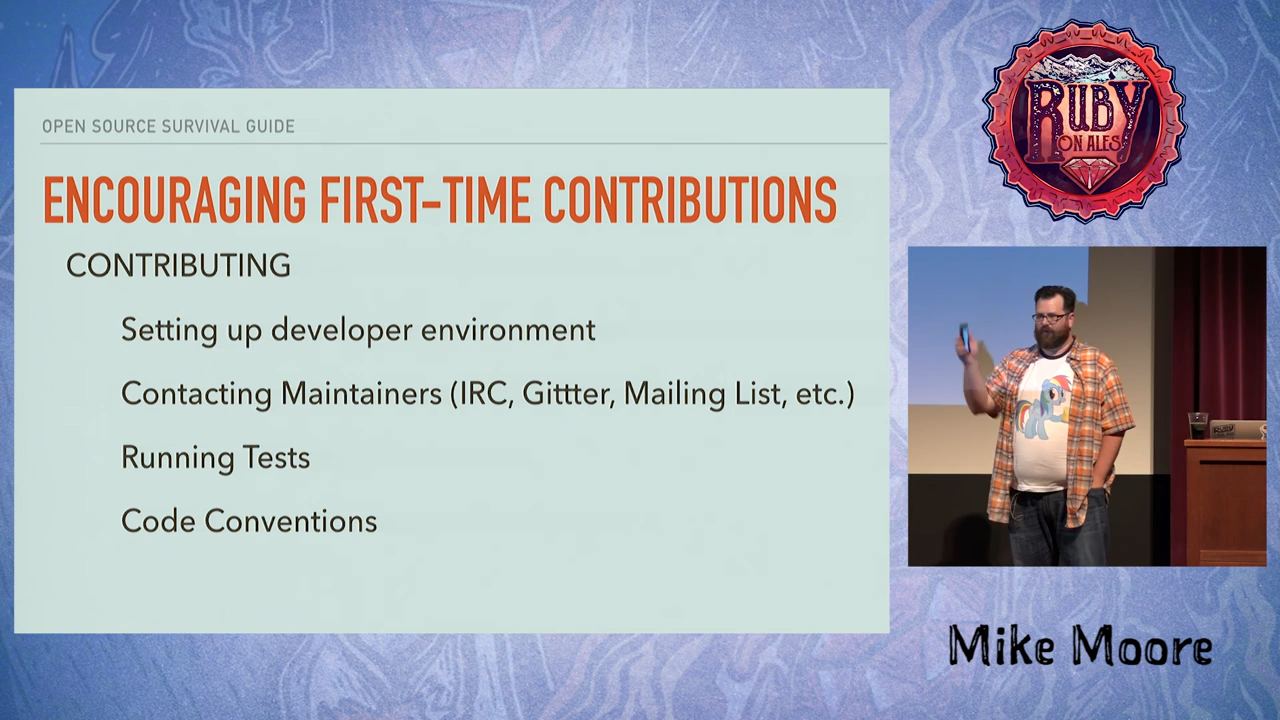 OPEN SOURCE SURVIVAL GUIDE
ENCOURAGING FIRST-TIME CONTRIBUTIONS
CONTRIBUTING
Setting up developer environment
Contacting Maintainers (IRC, Gittter, Mailing List, etc.)
Running Tests
Code Conventions
RUBY
ON ALES
Mike Moore